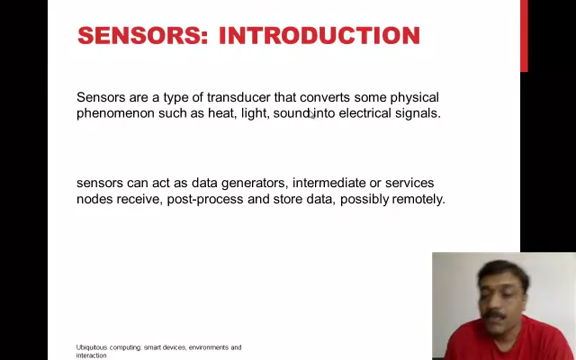 SENSORS: INTRODUCTION
Sensors are a type of transducer that converts some physical
phenomenon such as heat, light, sound into electrical signals.
sensors can act as data generators, intermediate or services
nodes receive, post-process and store data, possibly remotely.
Ubiquitous computing: smart devices, environments and
interaction